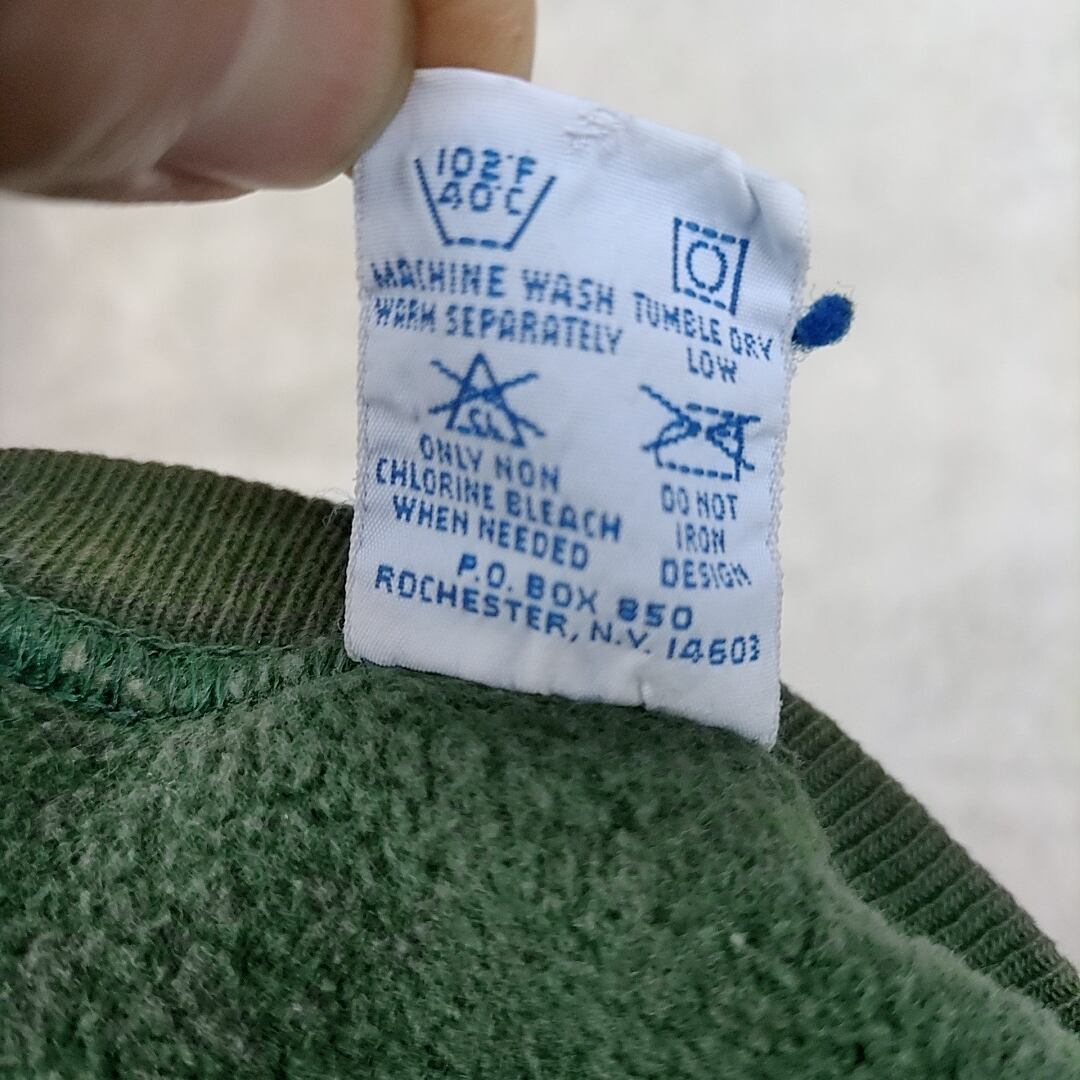 102°F
40°C
MACHINE WASH
WARM SEPARATELY
TUMBLE DRY
LOW
CL
ONLY NON
CHLORINE BLEACH
WHEN NEEDED
DO NOT
IRON
DESIGN
P.O. BOX 850
ROCHESTER, N.Y. 14603